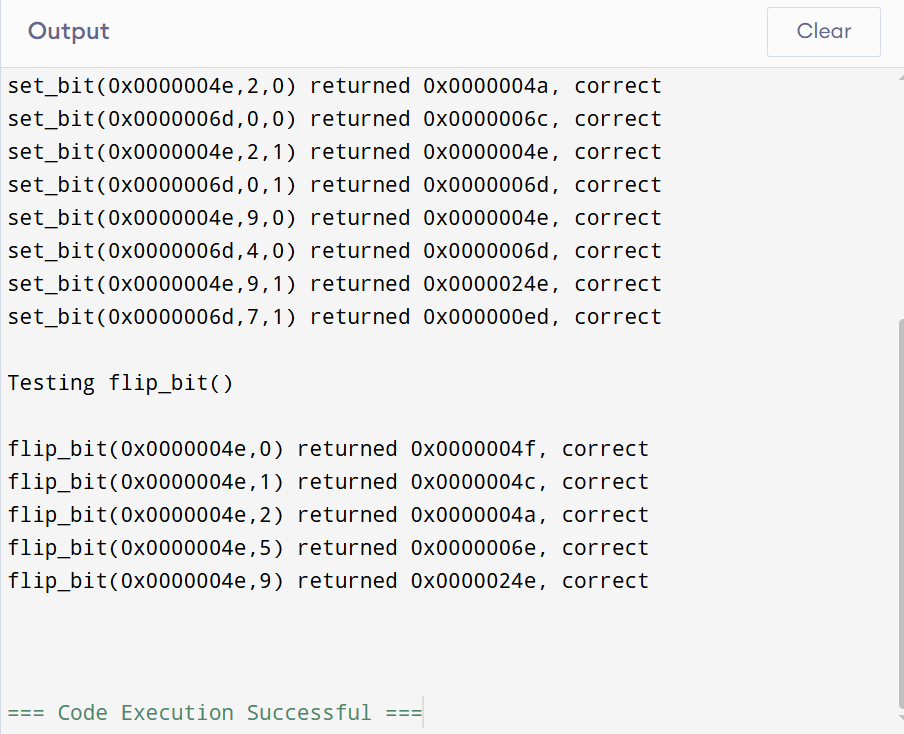 Output
Clear
set_bit(0x0000004e,2,0) returned 0x0000004a, correct
set_bit(0x0000006d,0,0) returned 0x0000006c, correct
set_bit(0x0000004e,2,1) returned 0x0000004e, correct
set_bit(0x0000006d,0,1) returned 0x0000006d, correct
set_bit(0x0000004e,9,0) returned 0x0000004e, correct
set_bit(0x0000006d,4,0) returned 0x0000006d, correct
set_bit(0x0000004e,9,1) returned 0x0000024e, correct
set_bit(0x0000006d,7,1) returned 0x000000ed, correct
Testing flip_bit()
flip_bit(0x0000004e,0) returned 0x0000004f, correct
flip_bit(0x0000004e,1) returned 0x0000004c, correct
flip_bit(0x0000004e,2) returned 0x0000004a, correct
flip_bit(0x0000004e,5) returned 0x0000006e, correct
flip_bit(0x0000004e,9) returned 0x0000024e, correct
=== Code Execution Successful ===